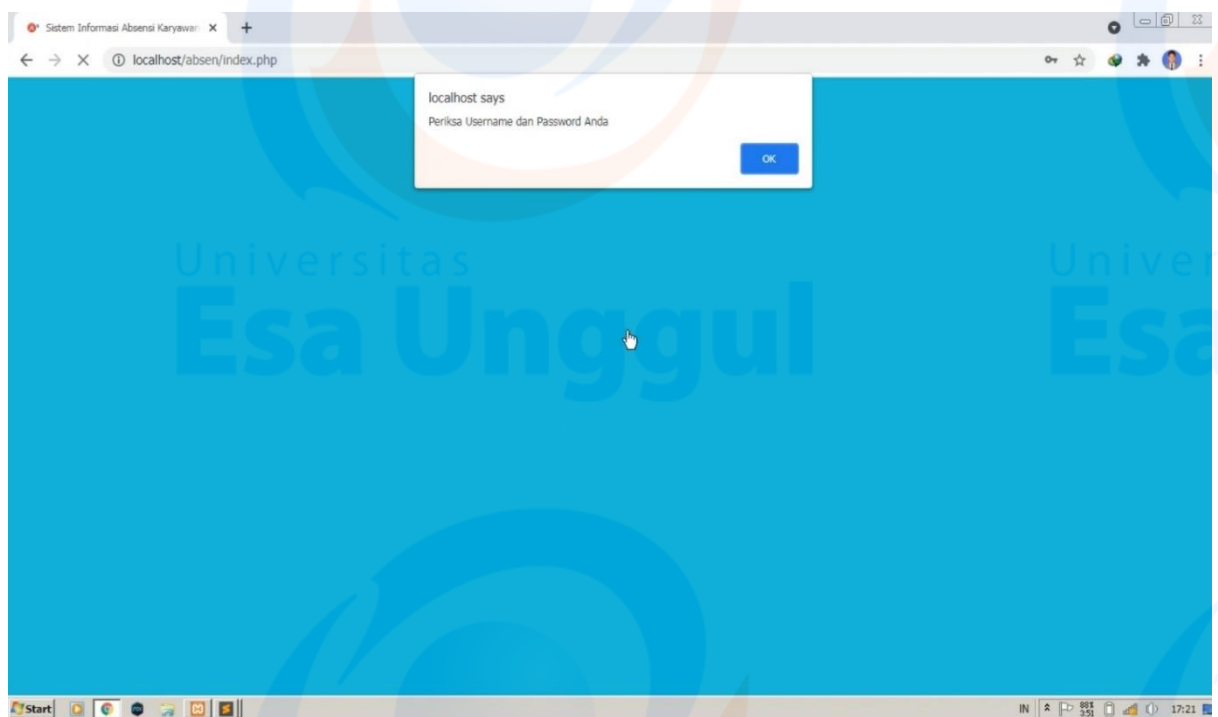 Sistem Informasi Absensi Karyawan
localhost/absen/index.php
localhost says
Periksa Username dan Password Anda
OK
Universitas
Esa Unggul
Univer
Esa
Start
IN
17:21